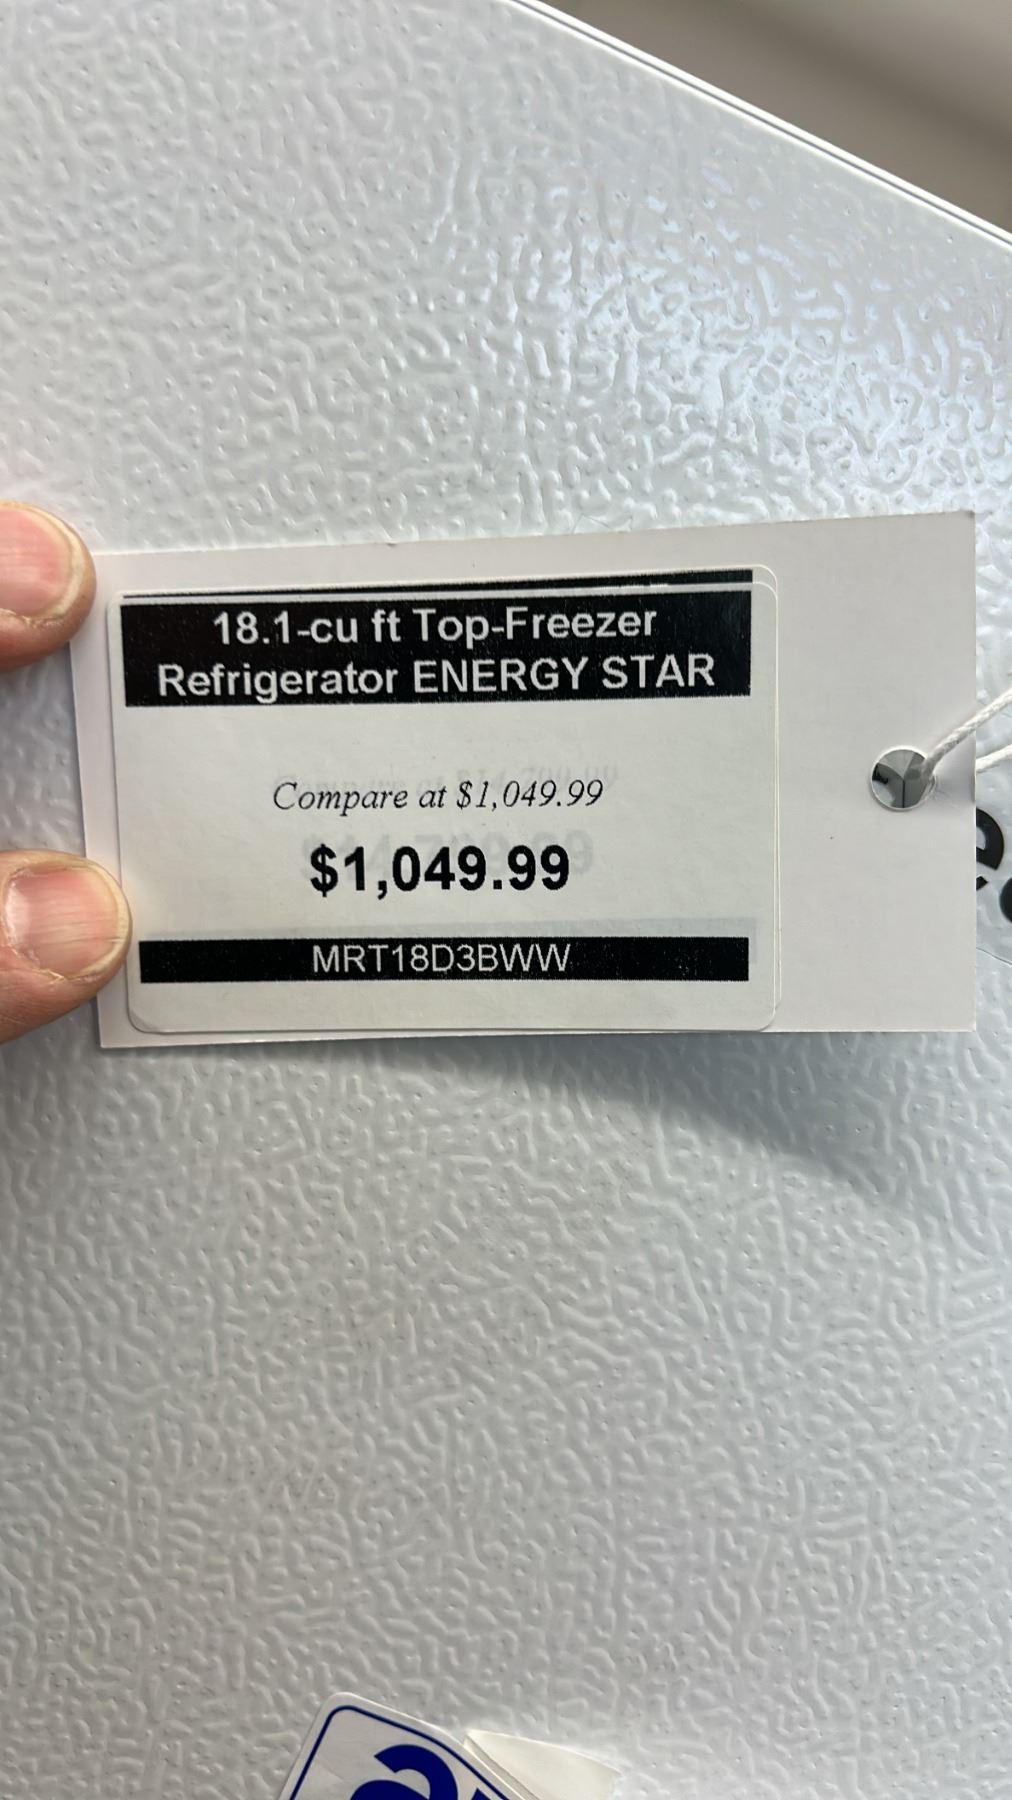 18.1-cu ft Top-Freezer
Refrigerator ENERGY STAR
Compare at $1,049.99
$1,049.99
MRT18D3BWW